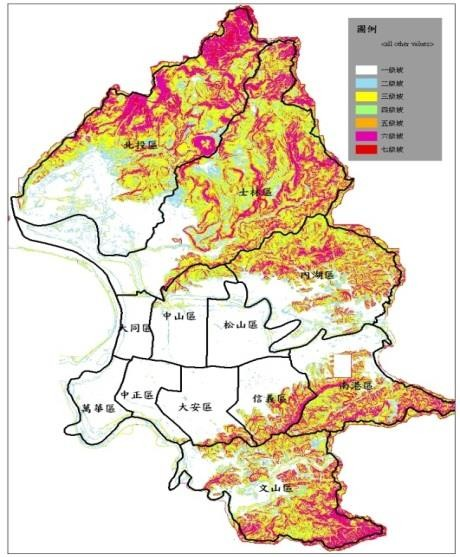 圖例
<all other values>
一級坡
二級坡
三級坡
四級坡
五級坡
六級坡
七級坡
北投區
士林區
內湖區
中山區
大同區
松山區
南港區
信義區
中正區
萬華區
大安區
文山區